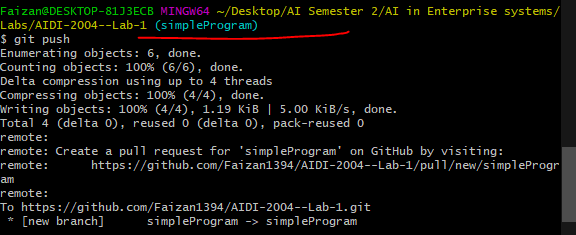 Faizan@DESKTOP-81J3ECB MINGW64 ~/Desktop/AI Semester 2/AI in Enterprise systems/
Labs/AIDI-2004--Lab-1 (simpleProgram)
$ git push
Enumerating objects: 6, done.
Counting objects: 100% (6/6), done.
Delta compression using up to 4 threads
Compressing objects: 100% (4/4), done.
Writing objects: 100% (4/4), 1.19 KiB | 5.00 KiB/s, done.
Total 4 (delta 0), reused 0 (delta 0), pack-reused 0
remote:
remote: Create a pull request for 'simpleProgram' on GitHub by visiting:
remote:      https://github.com/Faizan1394/AIDI-2004--Lab-1/pull/new/simpleProgr
am
remote:
To https://github.com/Faizan1394/AIDI-2004--Lab-1.git
 * [new branch]      simpleProgram -> simpleProgram